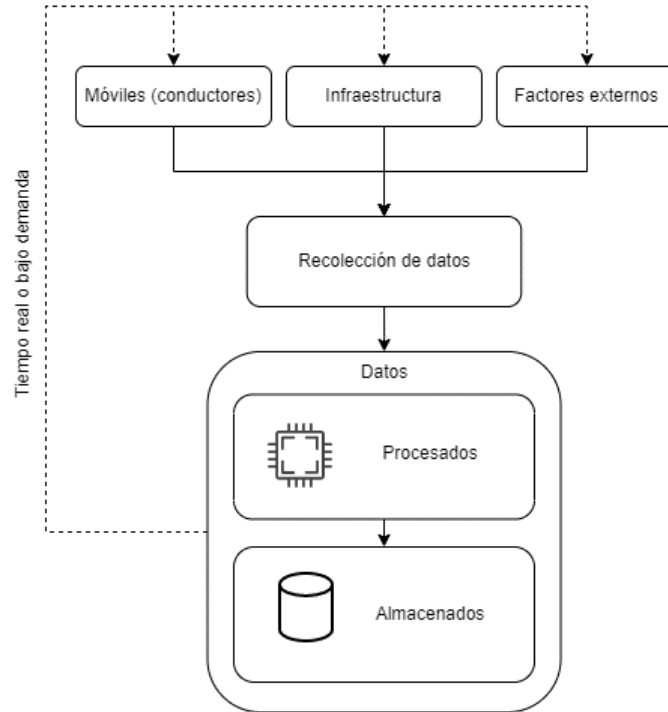 Móviles (conductores)
Infraestructura
Factores externos
Tiempo real o bajo demanda
Recolección de datos
Datos
Procesados
Almacenados